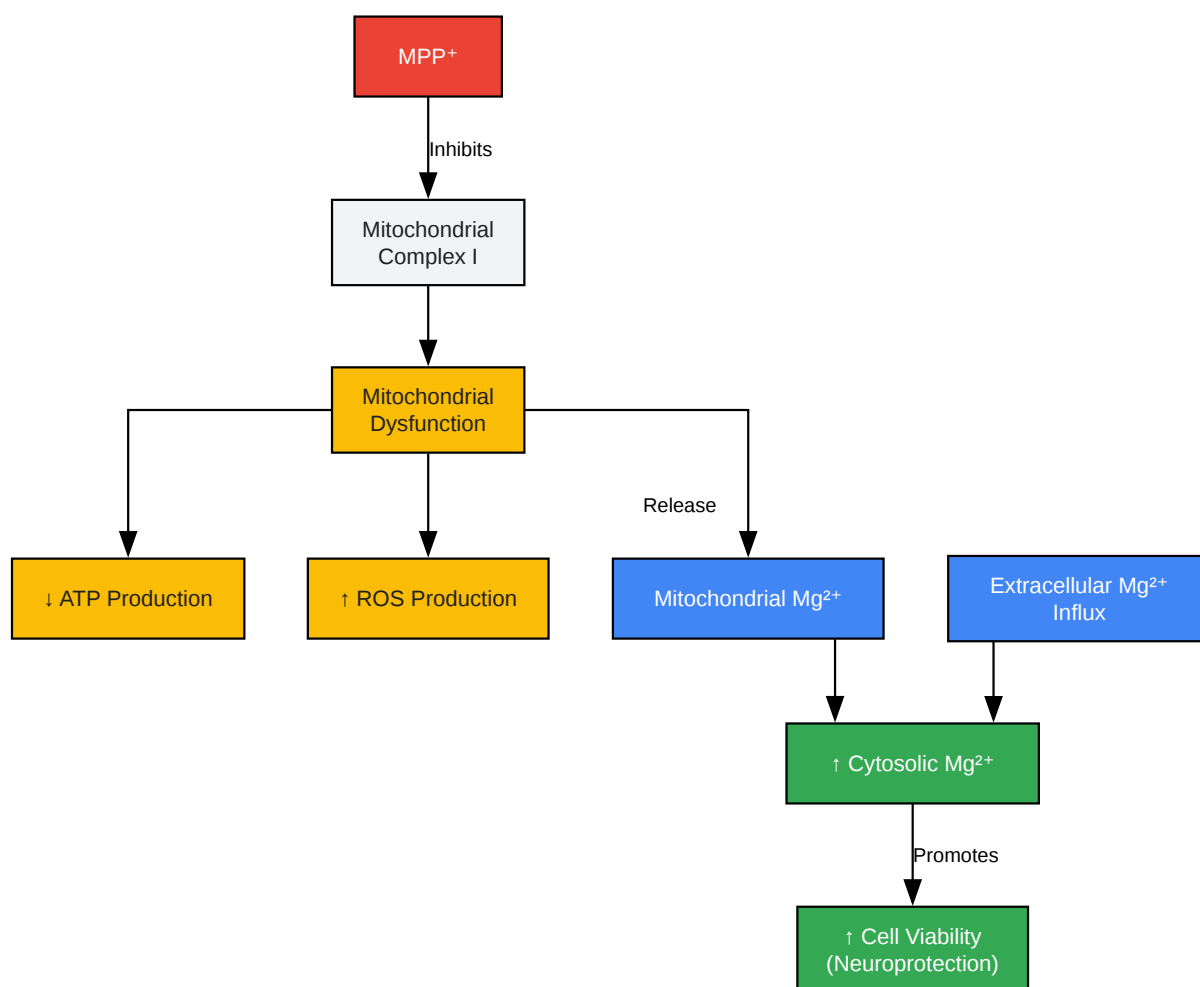 MPP⁺
Inhibits
Mitochondrial
Complex I
Mitochondrial
Dysfunction
Release
↓ ATP Production
↑ ROS Production
Mitochondrial Mg²⁺
Extracellular Mg²⁺
Influx
↑ Cytosolic Mg²⁺
Promotes
↑ Cell Viability
(Neuroprotection)